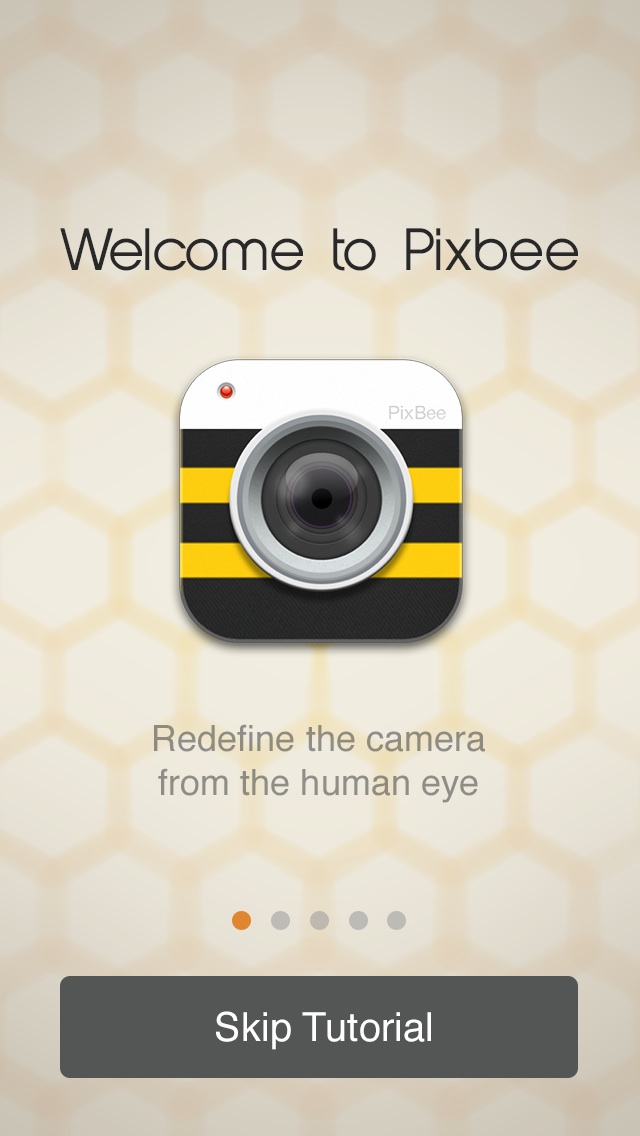 Welcome to Pixbee
PixBee
Redefine the camera
from the human eye
Skip Tutorial